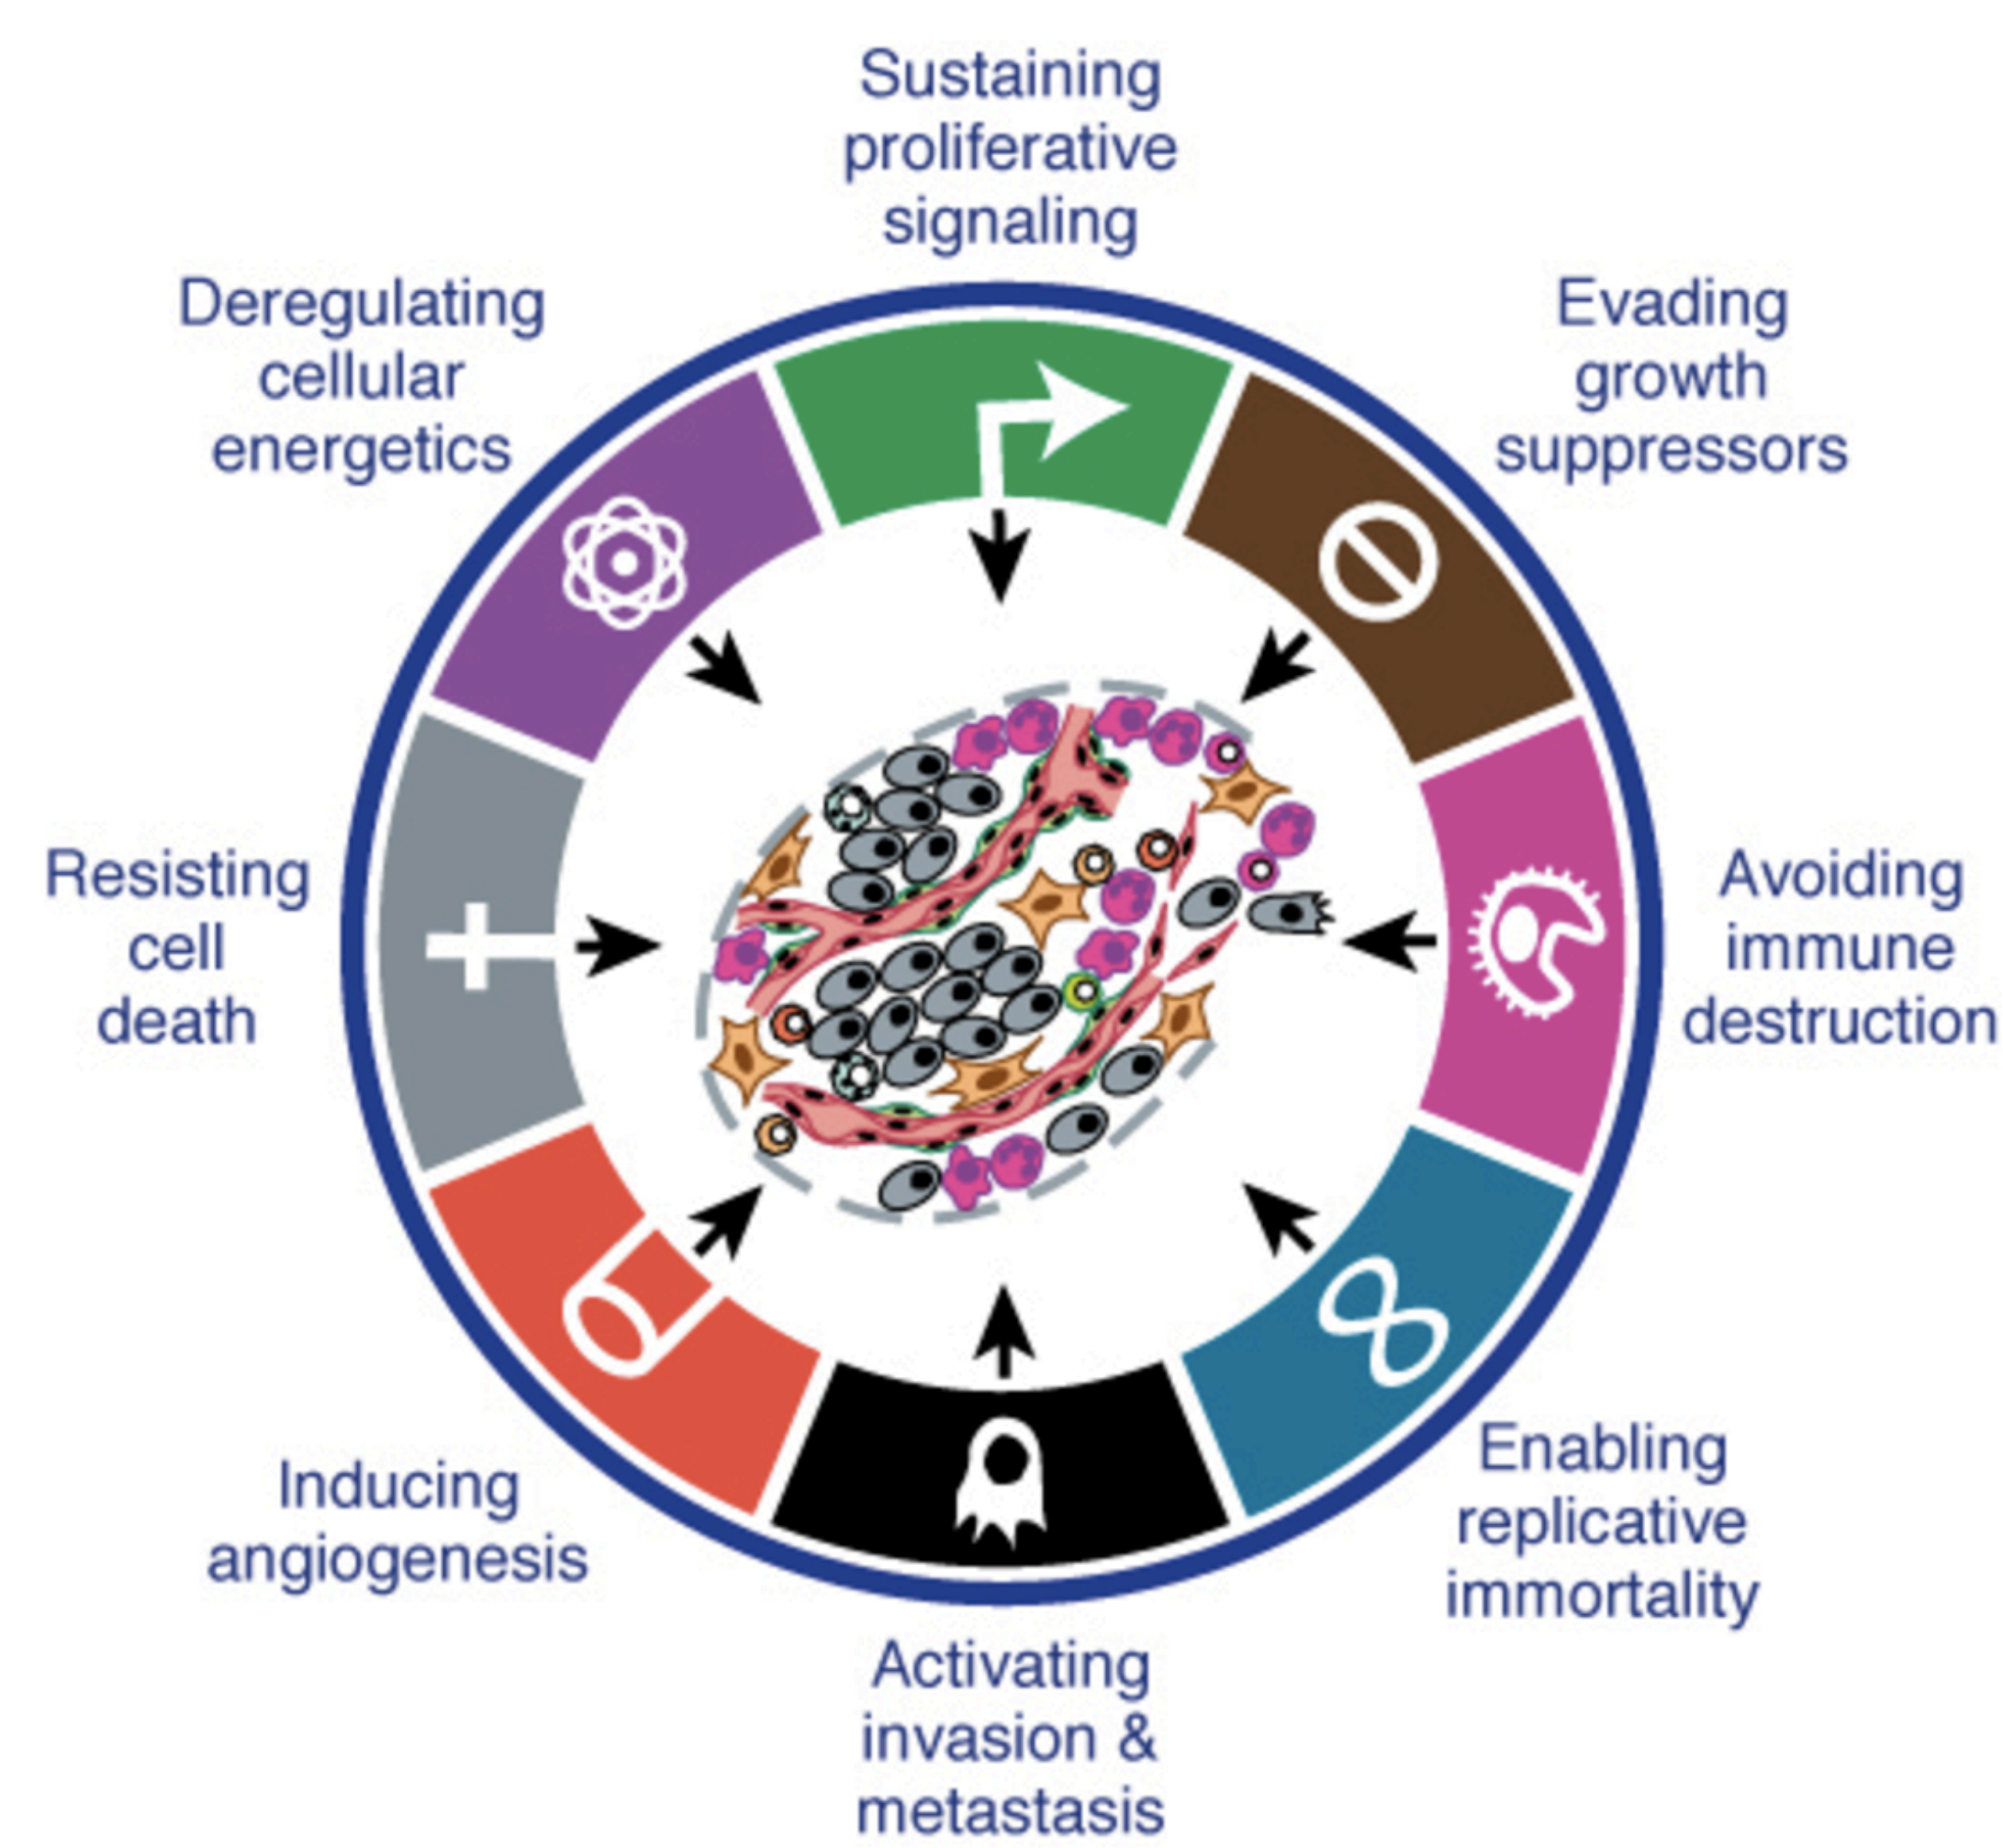 Sustaining
proliferative
signaling
Evading
growth
suppressors
Avoiding
immune
destruction
Enabling
replicative
immortality
Activating
invasion &
metastasis
Inducing
angiogenesis
Resisting
cell
death
Deregulating
cellular
energetics